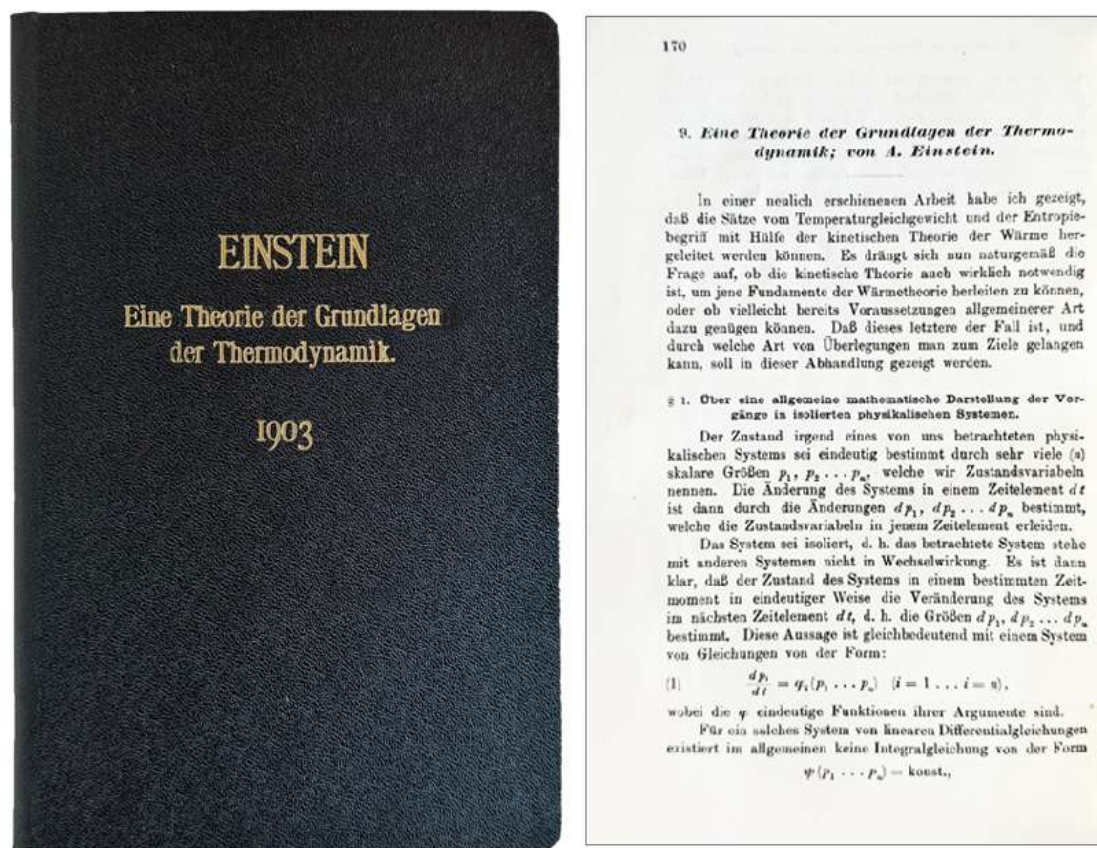 EINSTEIN
Eine Theorie der Grundlagen
der Thermodynamik.
1903
170
9. Eine Theorie der Grundlagen der Thermo-
dynamik; von A. Einstein.
In einer neulich erschienenen Arbeit habe ich gezeigt,
daß die Sätze vom Temperaturgleichgewicht und der Entropie-
begriff mit Hülfe der kinetischen Theorie der Wärme her-
geleitet werden können. Es drängt sich nun naturgemäß die
Frage auf, ob die kinetische Theorie auch wirklich notwendig
ist, um jene Fundamente der Wärmetheorie herleiten zu können,
oder ob vielleicht bereits Voraussetzungen allgemeinerer Art
dazu genügen können. Daß dieses letztere der Fall ist, und
durch welche Art von Überlegungen man zum Ziele gelangen
kann, soll in dieser Abhandlung gezeigt werden.
§ 1. Über eine allgemeine mathematische Darstellung der Vor-
gänge in isolierten physikalischen Systemen.
Der Zustand irgend eines von uns betrachteten physi-
kalischen Systems sei eindeutig bestimmt durch sehr viele (n)
skalare Größen p₁, p₂ . . . pₙ, welche wir Zustandsvariabeln
nennen. Die Änderung des Systems in einem Zeitelement dt
ist dann durch die Änderungen dp₁, dp₂ . . . dpₙ bestimmt,
welche die Zustandsvariabeln in jenem Zeitelement erleiden.
Das System sei isoliert, d. h. das betrachtete System stehe
mit anderen Systemen nicht in Wechselwirkung. Es ist dann
klar, daß der Zustand des Systems in einem bestimmten Zeit-
moment in eindeutiger Weise die Veränderung des Systems
im nächsten Zeitelement dt, d. h. die Größen dp₁, dp₂ . . . dpₙ
bestimmt. Diese Aussage ist gleichbedeutend mit einem System
von Gleichungen von der Form:
(1) dpᵢ/dt = φᵢ(p₁ . . . pₙ) (i = 1 . . . i = n),
wobei die φ eindeutige Funktionen ihrer Argumente sind.
Für ein solches System von linearen Differentialgleichungen
existiert im allgemeinen keine Integralgleichung von der Form
ψ(p₁ . . . pₙ) = konst.,